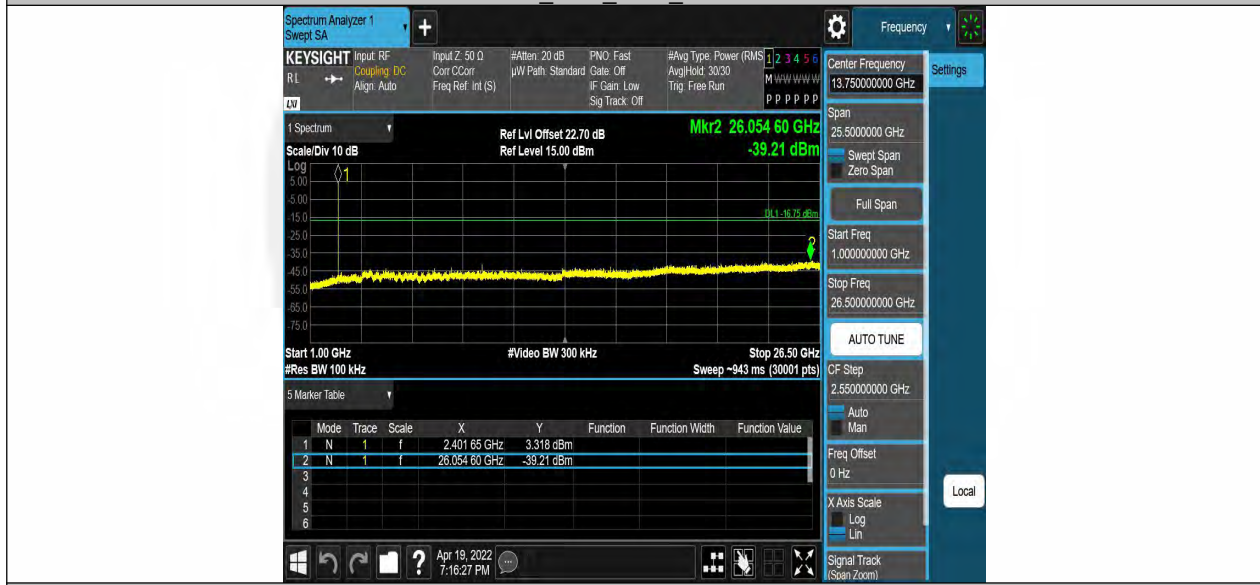 Spectrum Analyzer 1
Swept SA
+
Frequency
KEYSIGHT
RL
LXI
Input: RF
Coupling: DC
Align: Auto
Input Z: 50 Ω
Corr CCorr
Freq Ref: Int (S)
#Atten: 20 dB
µW Path: Standard
PNO: Fast
Gate: Off
IF Gain: Low
Sig Track: Off
#Avg Type: Power (RMS
Avg|Hold: 30/30
Trig: Free Run
1 2 3 4 5 6
M W W W W W
P P P P P P
1 Spectrum
Scale/Div 10 dB
Ref Lvl Offset 22.70 dB
Ref Level 15.00 dBm
Mkr2 26.054 60 GHz
-39.21 dBm
Log
5.00
-5.00
-15.0
-25.0
-35.0
-45.0
-55.0
-65.0
-75.0
1
DL1 -16.75 dBm
2
Start 1.00 GHz
#Res BW 100 kHz
#Video BW 300 kHz
Stop 26.50 GHz
Sweep ~943 ms (30001 pts)
5 Marker Table
Mode Trace Scale X Y Function Function Width Function Value
1 N 1 f 2.401 65 GHz 3.318 dBm
2 N 1 f 26.054 60 GHz -39.21 dBm
3
4
5
6
Apr 19, 2022
7:16:27 PM
?
Center Frequency
13.750000000 GHz
Span
25.5000000 GHz
Swept Span
Zero Span
Full Span
Start Freq
1.000000000 GHz
Stop Freq
26.500000000 GHz
AUTO TUNE
CF Step
2.550000000 GHz
Auto
Man
Freq Offset
0 Hz
X Axis Scale
Log
Lin
Signal Track
(Span Zoom)
Settings
Local